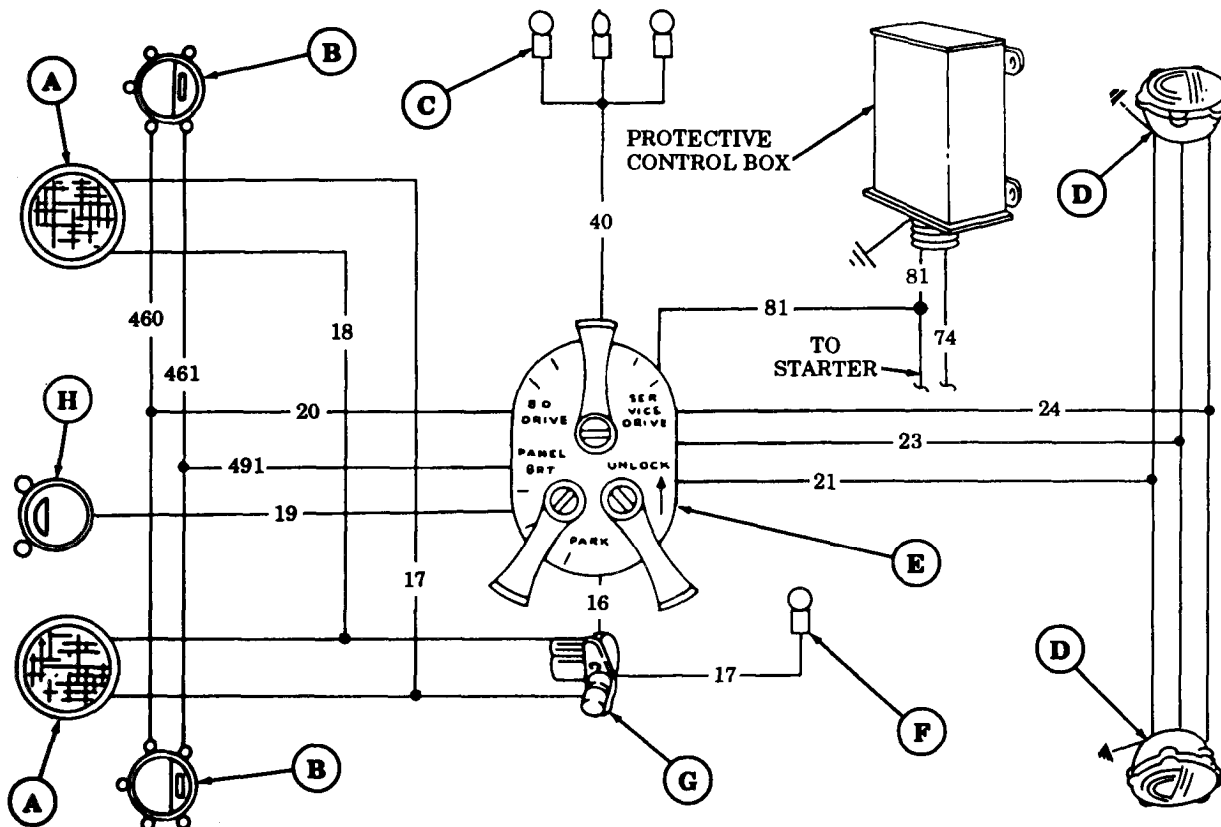 B
A
C
PROTECTIVE
CONTROL BOX
D
40
81
460
18
81
74
461
TO
STARTER
H
20
BO
DRIVE
SER
VICE
DRIVE
24
23
491
PANEL
BRT
UNLOCK
21
19
PARK
E
17
16
17
D
F
A
B
G